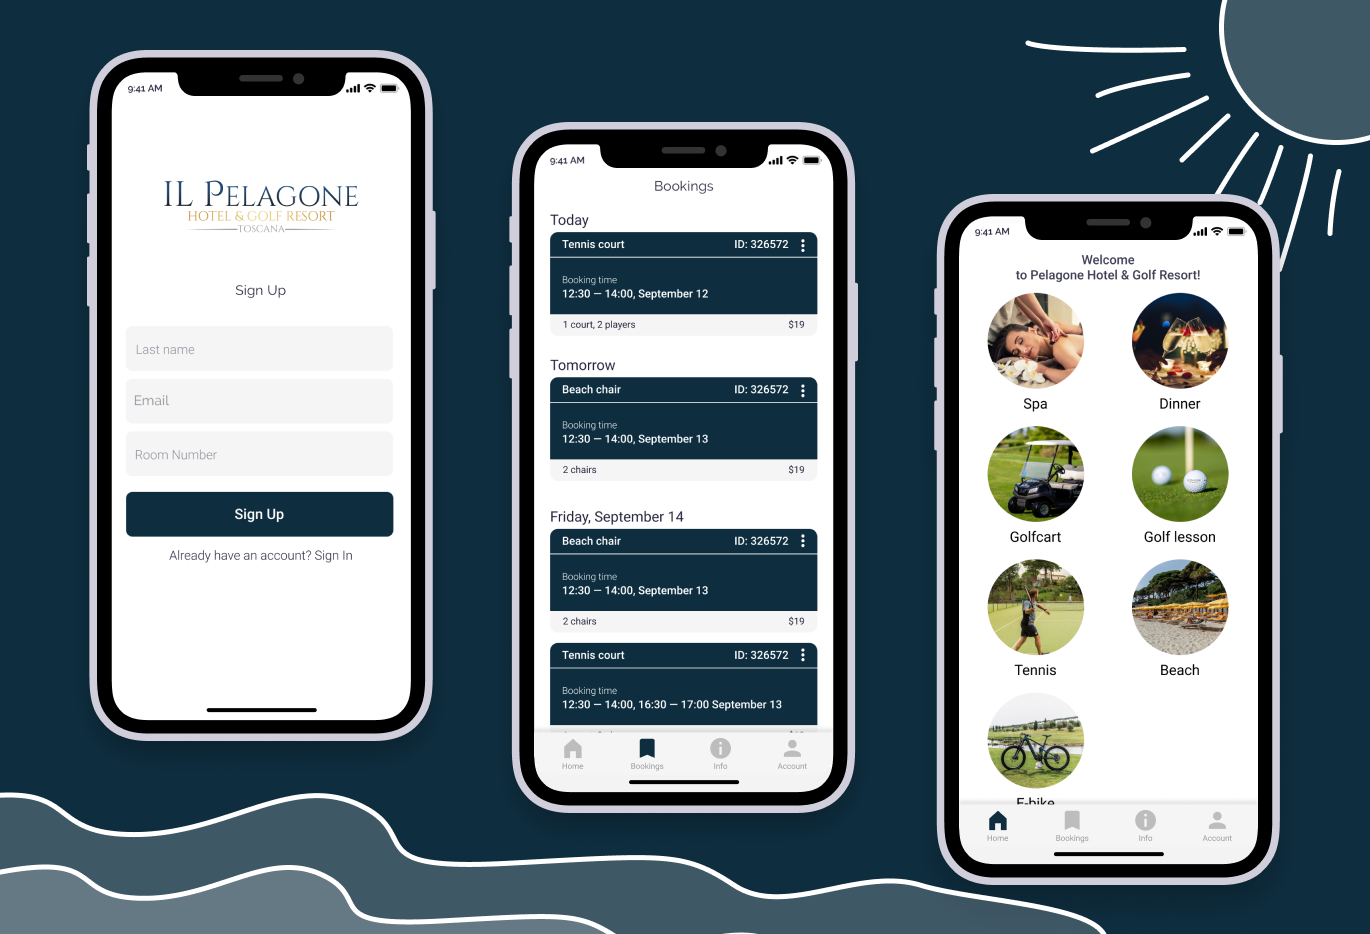 9:41 AM
IL PELAGONE
HOTEL & GOLF RESORT
TOSCANA
Sign Up
Last name
Email
Room Number
Sign Up
Already have an account? Sign In
9:41 AM
Bookings
Today
Tennis court ID: 326572
Booking time
12:30 — 14:00, September 12
1 court, 2 players $19
Tomorrow
Beach chair ID: 326572
Booking time
12:30 — 14:00, September 13
2 chairs $19
Friday, September 14
Beach chair ID: 326572
Booking time
12:30 — 14:00, September 13
2 chairs $19
Tennis court ID: 326572
Booking time
12:30 — 14:00, 16:30 — 17:00 September 13
Home Bookings Info Account
9:41 AM
Welcome
to Pelagone Hotel & Golf Resort!
Spa Dinner
Golfcart Golf lesson
Tennis Beach
E-bike
Home Bookings Info Account